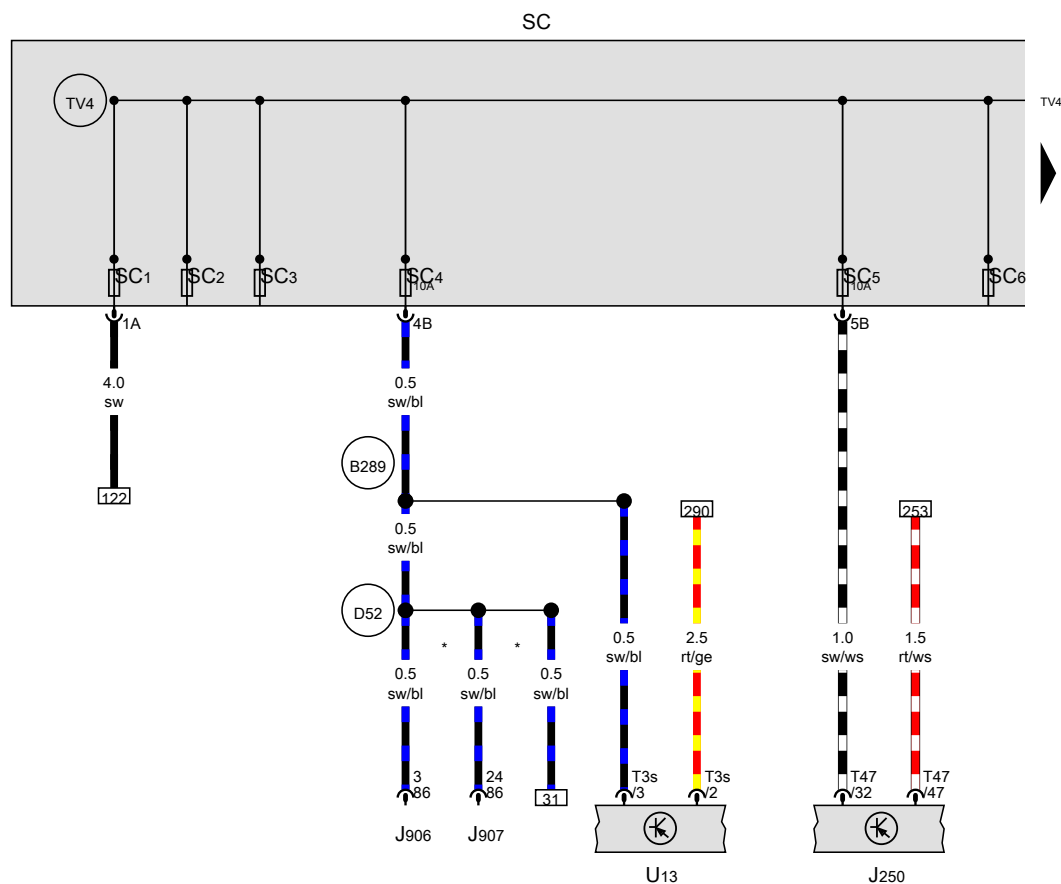 SC
TV4
TV4
SC1
SC2
SC3
SC4
10A
SC5
10A
SC6
1A
4B
5B
4.0
sw
0.5
sw/bl
B289
122
290
253
0.5
sw/bl
D52
*
*
0.5
sw/bl
0.5
sw/bl
0.5
sw/bl
0.5
sw/bl
2.5
rt/ge
1.0
sw/ws
1.5
rt/ws
3
86
24
86
31
T3s
/3
T3s
/2
T47
/32
T47
/47
J906
J907
U13
J250